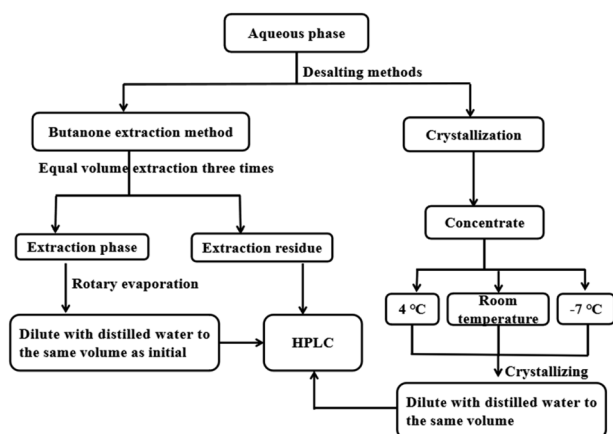 Aqueous phase
Desalting methods
Butanone extraction method
Crystallization
Equal volume extraction three times
Concentrate
Extraction phase
Extraction residue
Rotary evaporation
4 °C
Room
temperature
-7 °C
Dilute with distilled water to
the same volume as initial
HPLC
Crystallizing
Dilute with distilled water to
the same volume